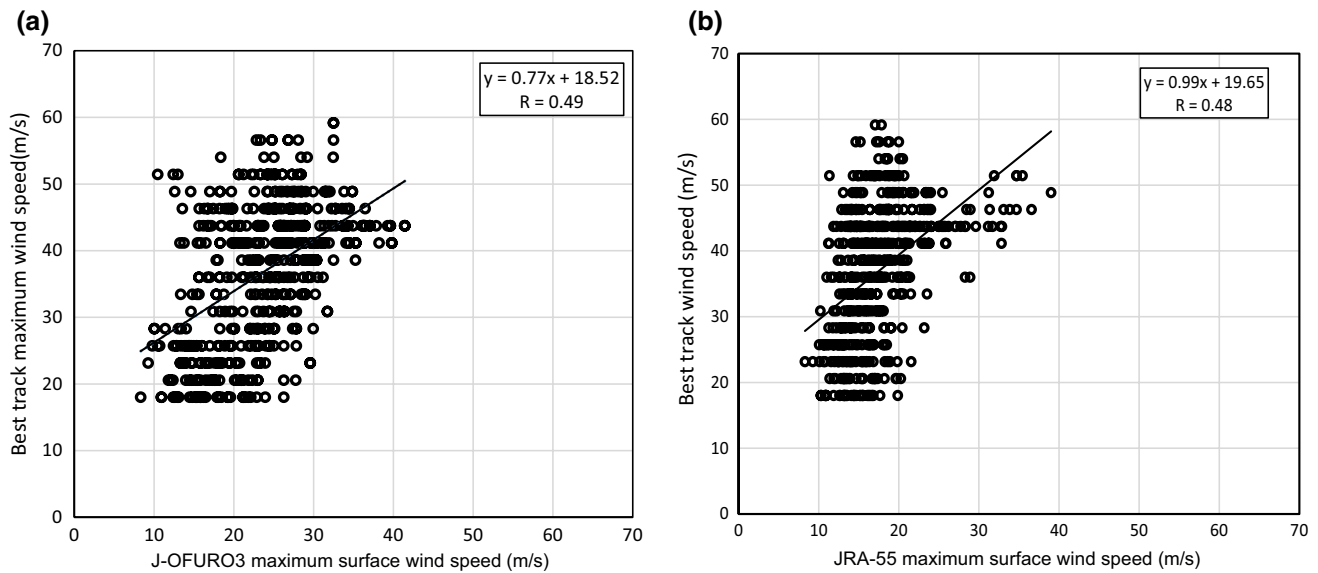 (a)
70
60
50
40
30
20
10
0
Best track maximum wind speed(m/s)
y = 0.77x + 18.52
R = 0.49
0 10 20 30 40 50 60 70
J-OFURO3 maximum surface wind speed (m/s)
(b)
70
60
50
40
30
20
10
0
Best track wind speed (m/s)
y = 0.99x + 19.65
R = 0.48
0 10 20 30 40 50 60 70
JRA-55 maximum surface wind speed (m/s)